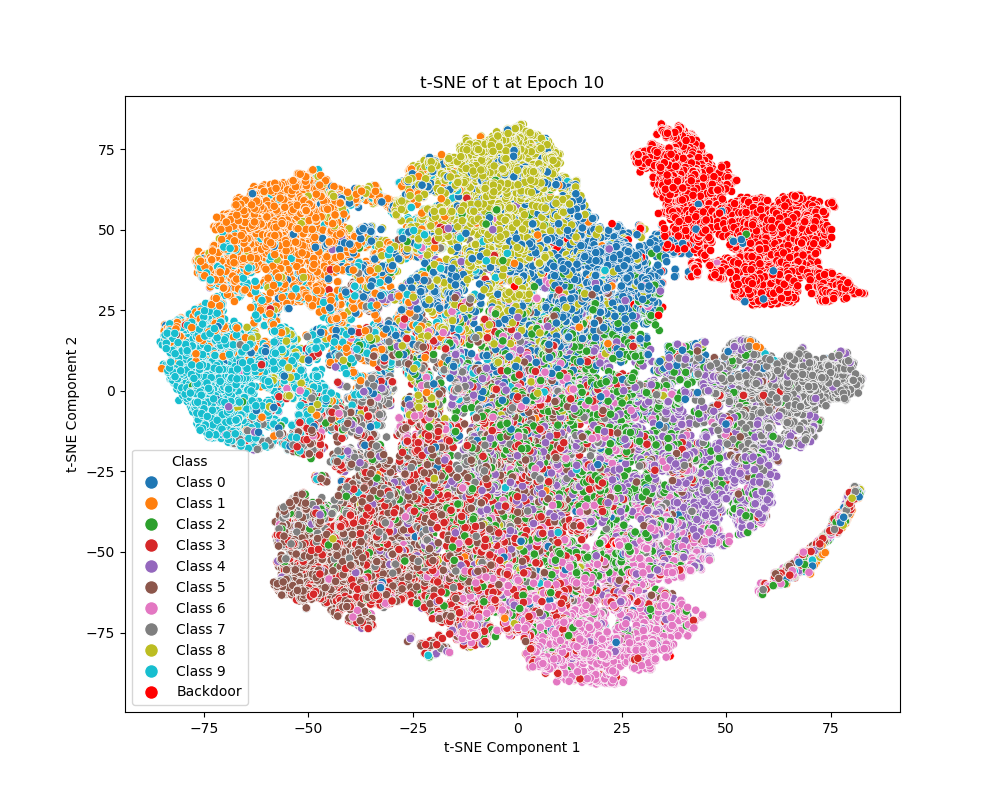 t-SNE of t at Epoch 10
t-SNE Component 2
75
50
25
0
−25
−50
−75
Class
Class 0
Class 1
Class 2
Class 3
Class 4
Class 5
Class 6
Class 7
Class 8
Class 9
Backdoor
−75 −50 −25 0 25 50 75
t-SNE Component 1